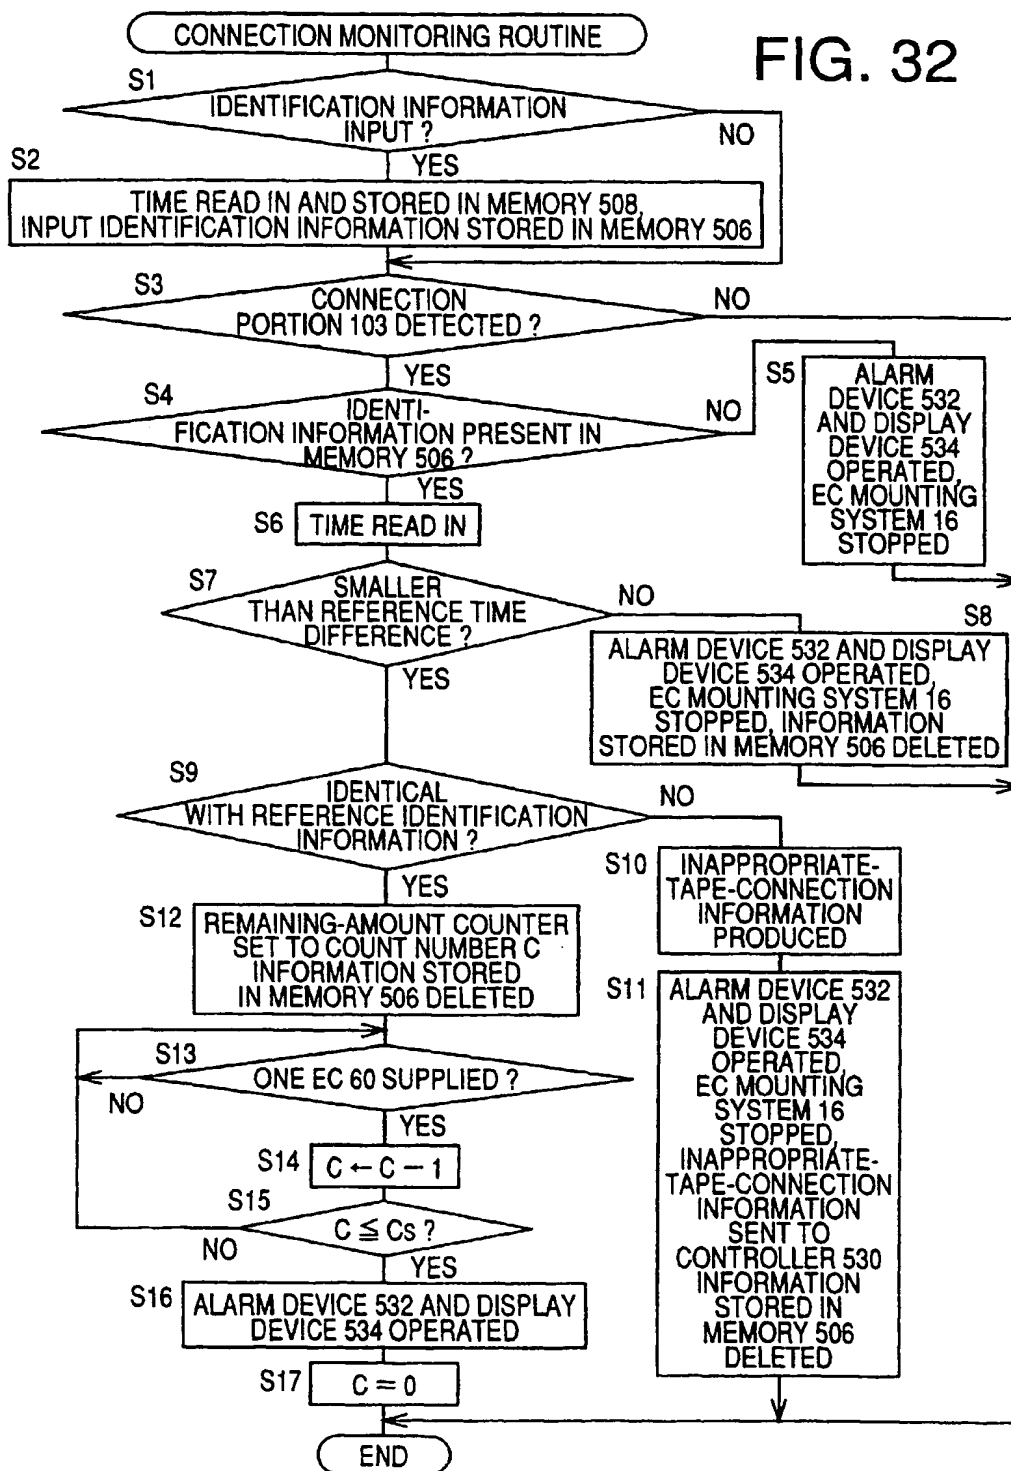 CONNECTION MONITORING ROUTINE
FIG. 32
S1
IDENTIFICATION INFORMATION
INPUT ?
NO
YES
S2
TIME READ IN AND STORED IN MEMORY 508,
INPUT IDENTIFICATION INFORMATION STORED IN MEMORY 506
S3
CONNECTION
PORTION 103 DETECTED ?
NO
YES
S4
IDENTI-
FICATION INFORMATION PRESENT IN
MEMORY 506 ?
NO
YES
S5
ALARM
DEVICE 532
AND DISPLAY
DEVICE 534
OPERATED,
EC MOUNTING
SYSTEM 16
STOPPED
S6
TIME READ IN
S7
SMALLER
THAN REFERENCE TIME
DIFFERENCE ?
NO
YES
S8
ALARM DEVICE 532 AND DISPLAY
DEVICE 534 OPERATED,
EC MOUNTING SYSTEM 16
STOPPED, INFORMATION
STORED IN MEMORY 506 DELETED
S9
IDENTICAL
WITH REFERENCE IDENTIFICATION
INFORMATION ?
NO
YES
S10
INAPPROPRIATE-
TAPE-CONNECTION
INFORMATION
PRODUCED
S11
ALARM DEVICE 532
AND DISPLAY
DEVICE 534
OPERATED,
EC MOUNTING
SYSTEM 16
STOPPED,
INAPPROPRIATE-
TAPE-CONNECTION
INFORMATION
SENT TO
CONTROLLER 530
INFORMATION
STORED IN
MEMORY 506
DELETED
S12
REMAINING-AMOUNT COUNTER
SET TO COUNT NUMBER C
INFORMATION STORED
IN MEMORY 506 DELETED
S13
ONE EC 60 SUPPLIED ?
NO
YES
S14
C ← C − 1
S15
C ≦ Cs ?
NO
YES
S16
ALARM DEVICE 532 AND DISPLAY
DEVICE 534 OPERATED
S17
C = 0
END